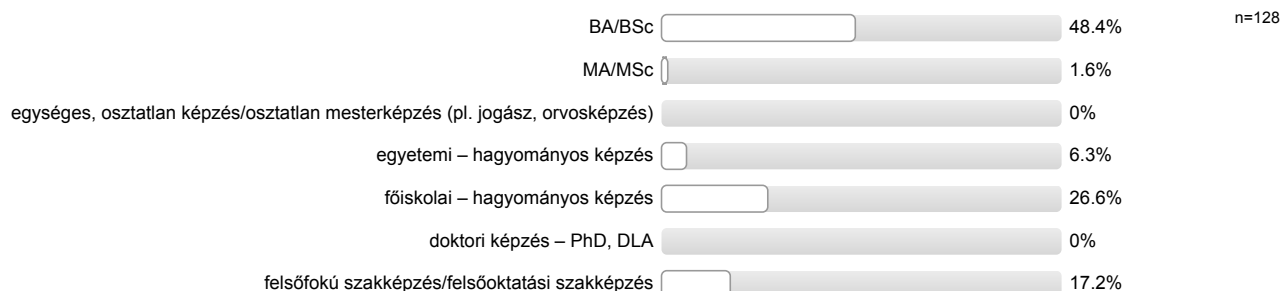 BA/BSc 48.4% n=128
MA/MSc 1.6%
egységes, osztatlan képzés/osztatlan mesterképzés (pl. jogász, orvosképzés) 0%
egyetemi – hagyományos képzés 6.3%
főiskolai – hagyományos képzés 26.6%
doktori képzés – PhD, DLA 0%
felsőfokú szakképzés/felsőoktatási szakképzés 17.2%